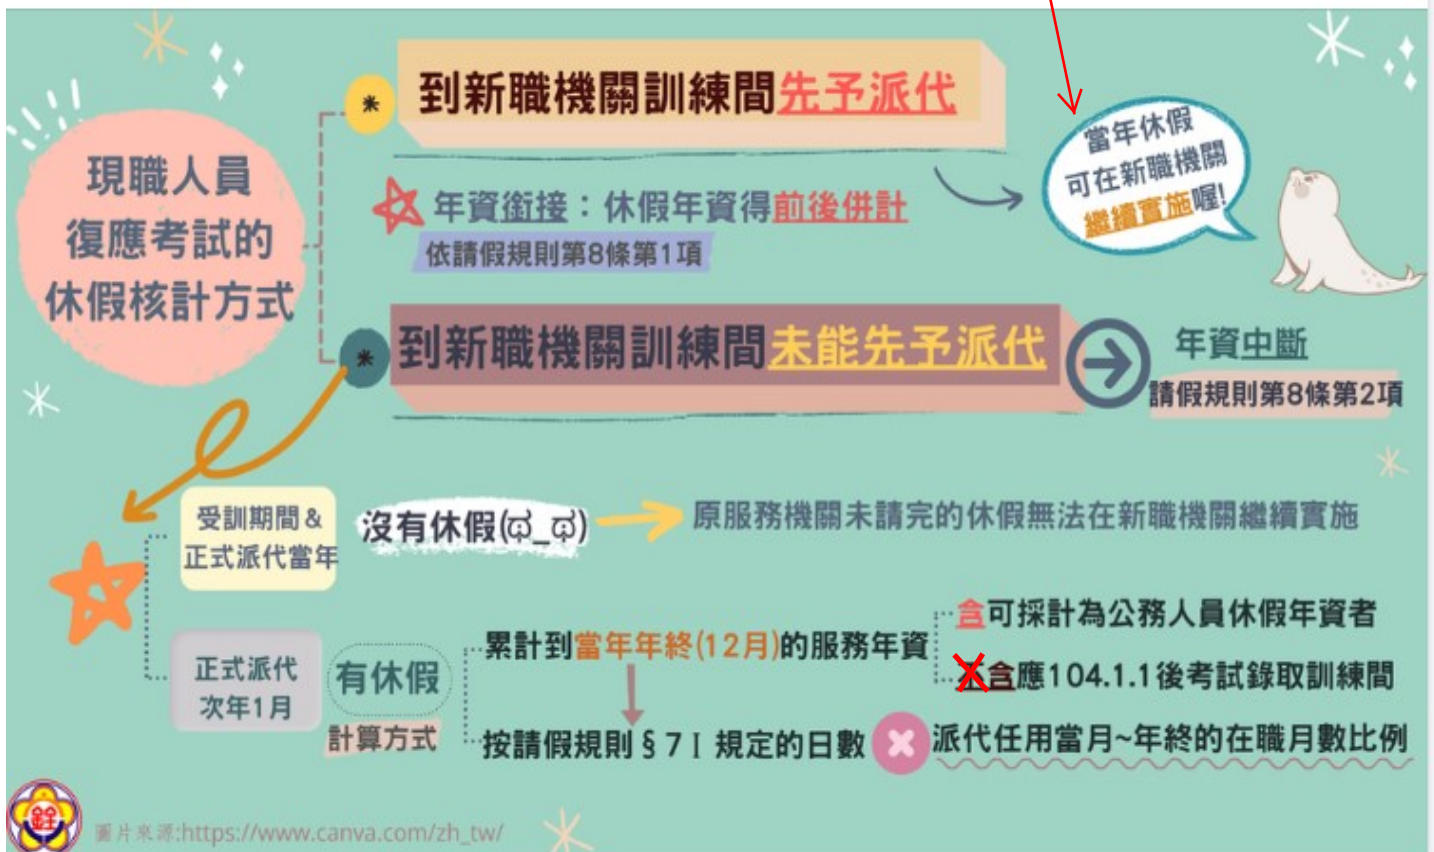 現職人員
復應考試的
休假核計方式
到新職機關訓練間先予派代
年資銜接：休假年資得前後併計
依請假規則第8條第1項
當年休假
可在新職機關
繼續實施喔!
到新職機關訓練間未能先予派代
年資中斷
請假規則第8條第2項
受訓期間&
正式派代當年
沒有休假(ಥ_ಥ)
原服務機關未請完的休假無法在新職機關繼續實施
正式派代
次年1月
有休假
計算方式
累計到當年年終(12月)的服務年資
含可採計為公務人員休假年資者
不含應104.1.1後考試錄取訓練間
按請假規則§7I 規定的日數
派代任用當月~年終的在職月數比例
銓
圖片來源:https://www.canva.com/zh_tw/